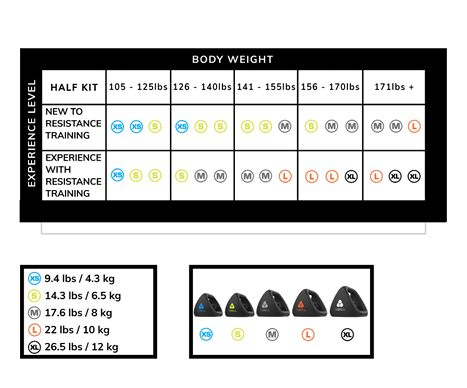 BODY WEIGHT
EXPERIENCE LEVEL
HALF KIT 105 - 125lbs 126 - 140lbs 141 - 155lbs 156 - 170lbs 171lbs +
NEW TO
RESISTANCE
TRAINING
XS XS S XS S S S S M S M M M M L
EXPERIENCE
WITH
RESISTANCE
TRAINING
XS S S S M M M M L L L XL L XL XL
XS 9.4 lbs / 4.3 kg
S 14.3 lbs / 6.5 kg
M 17.6 lbs / 8 kg
L 22 lbs / 10 kg
XL 26.5 lbs / 12 kg
XS S M L XL